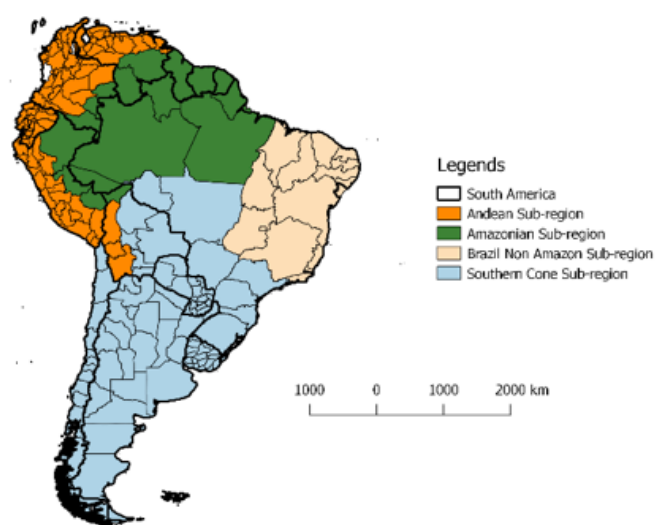 Legends
South America
Andean Sub-region
Amazonian Sub-region
Brazil Non Amazon Sub-region
Southern Cone Sub-region
1000 0 1000 2000 km